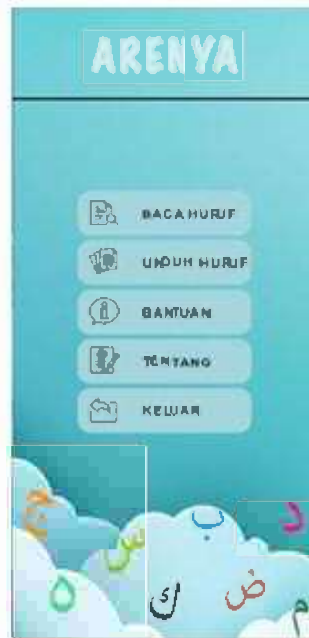 ARENYA
BACA HURUF
UNDUH HURUF
BANTUAN
TENTANG
KELUAR
ج
س
ب
د
ه
ك
ض
م